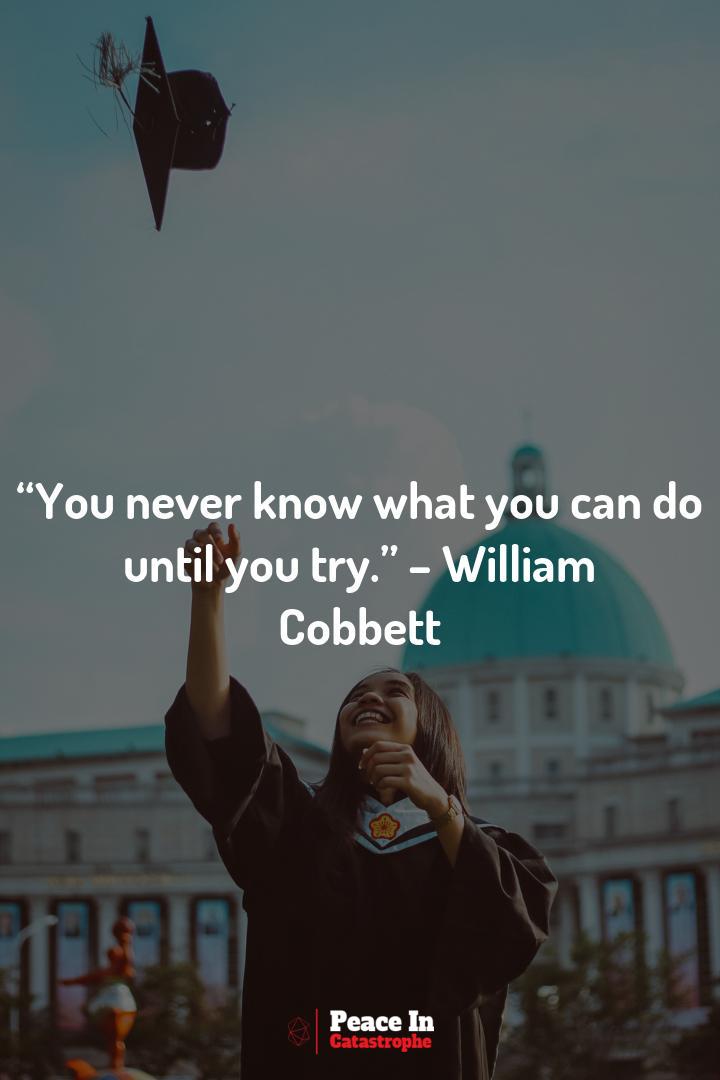 “You never know what you can do
until you try.” – William
Cobbett
Peace In
Catastrophe